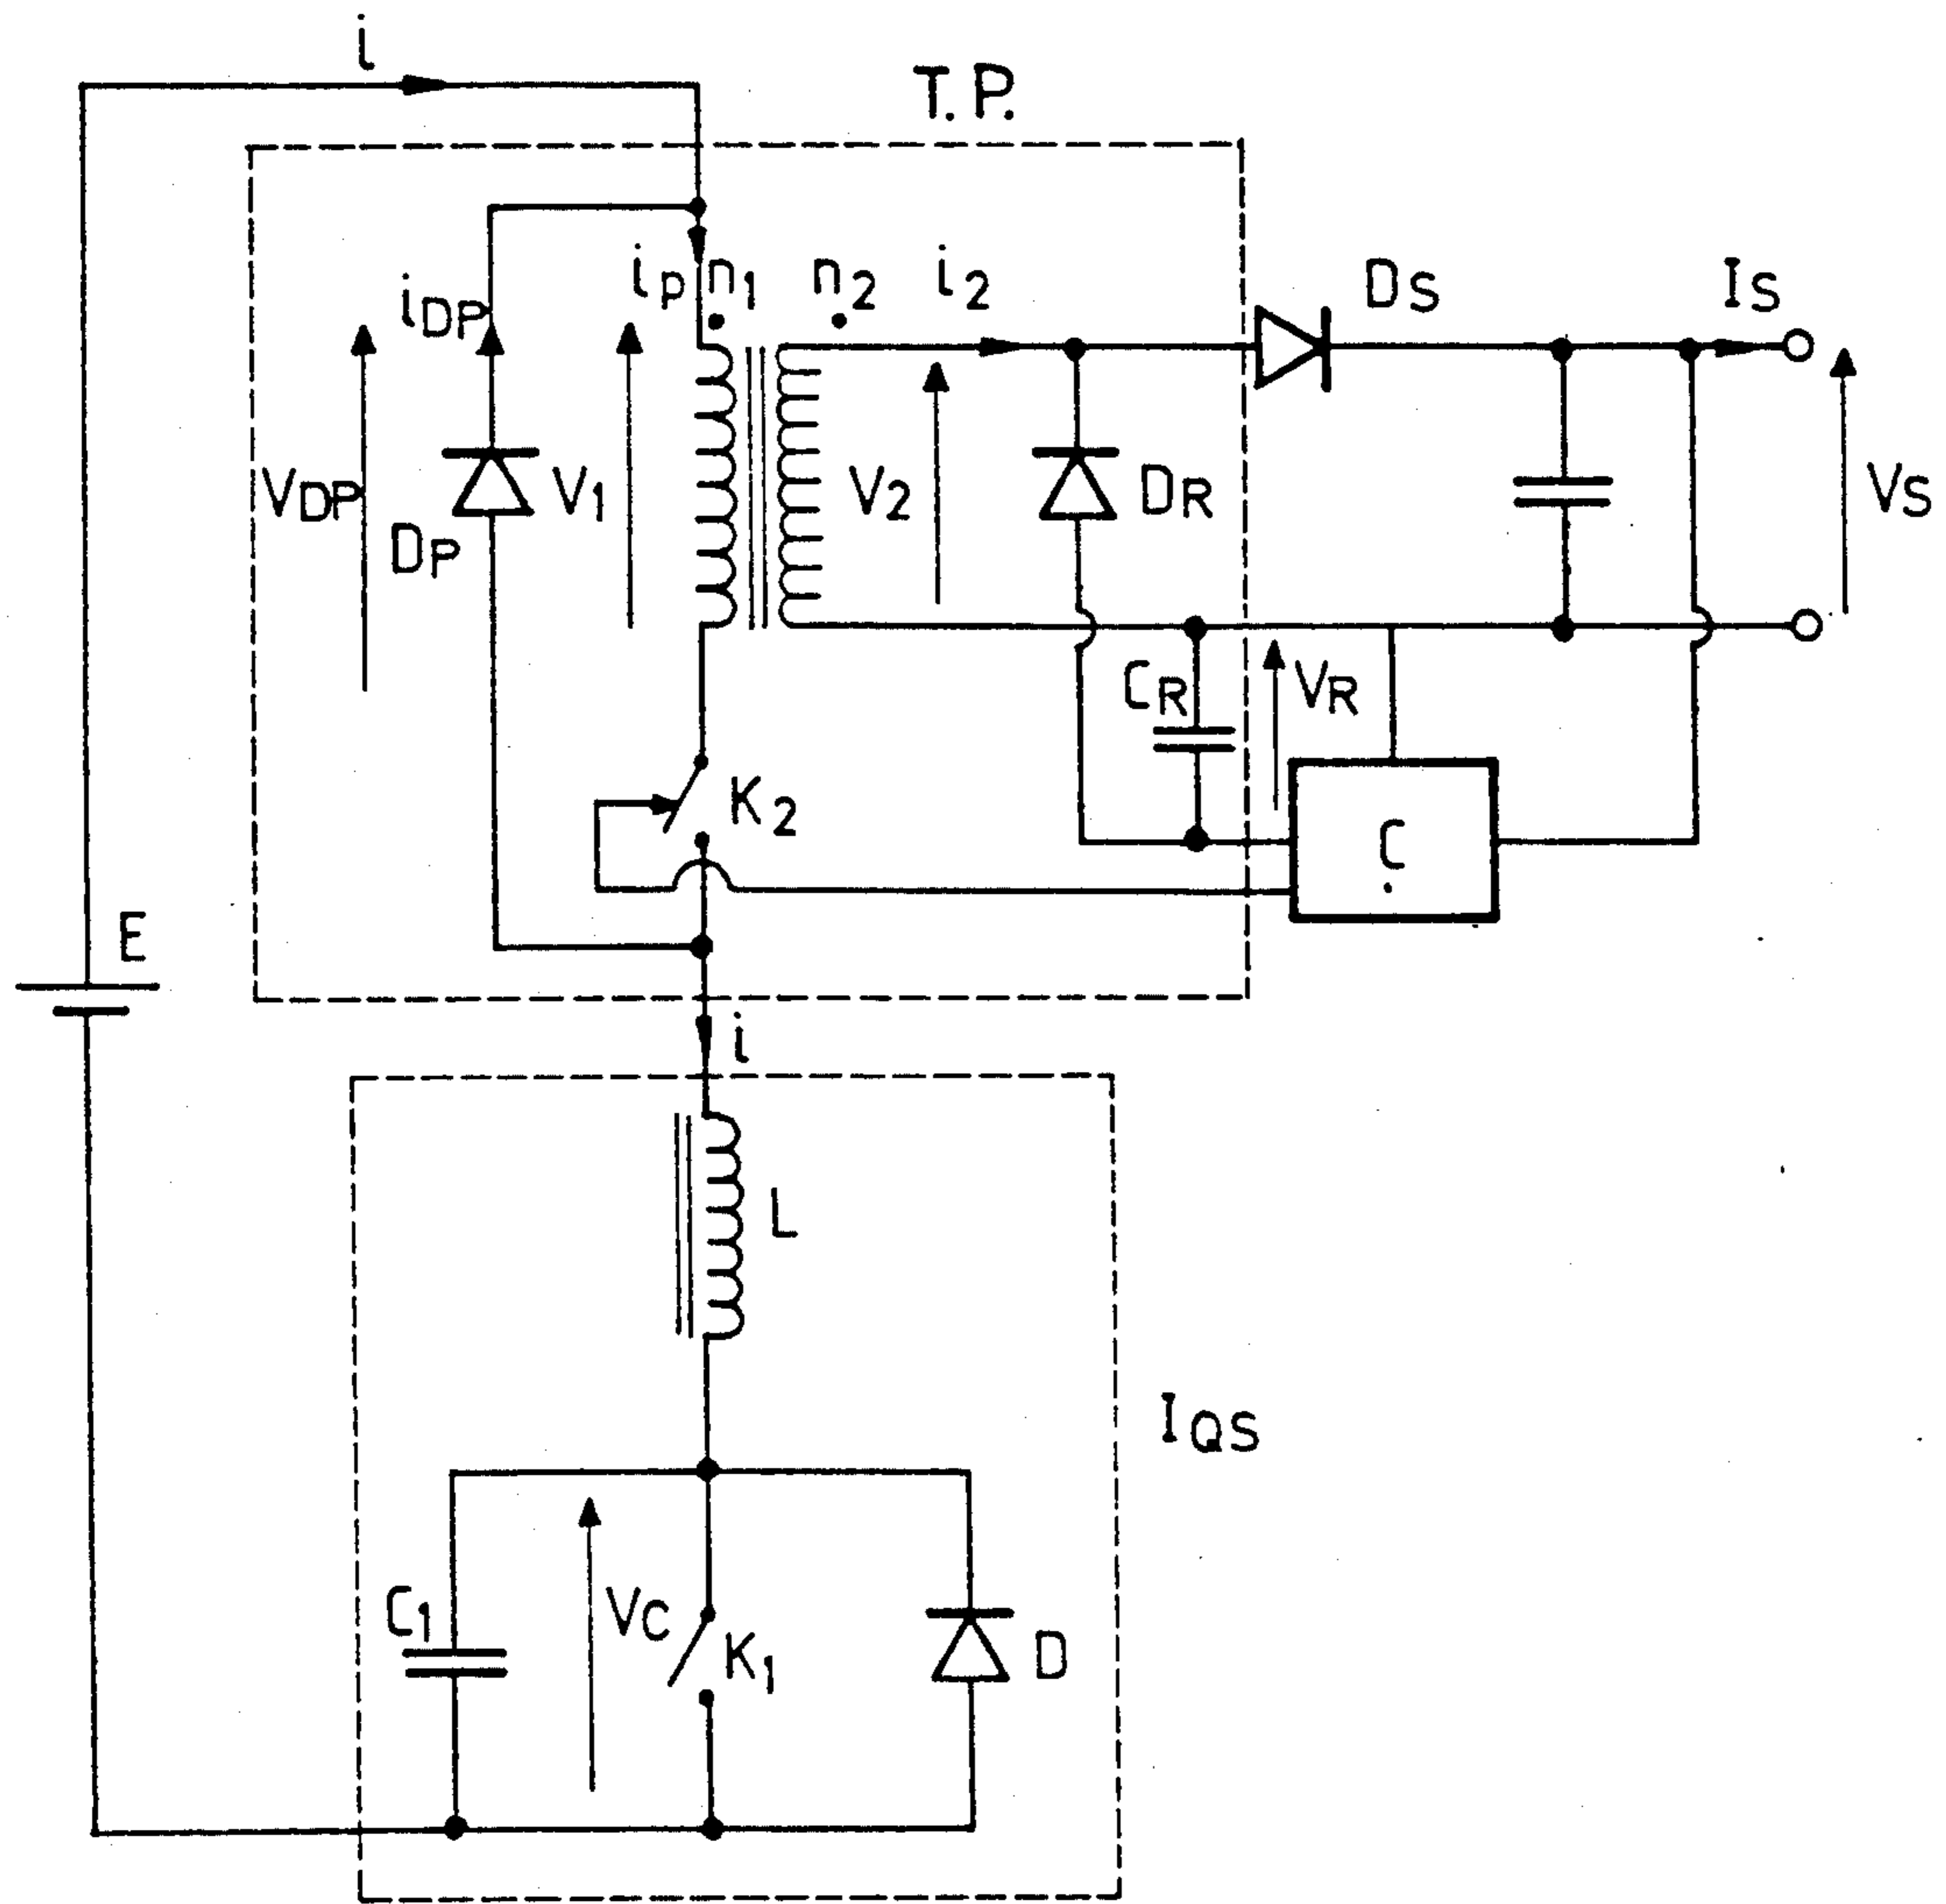 i
T.P.
iP n1 n2 i2 DS IS
iDP
VDP DP V1 V2 DR VS
CR VR
K2
C
E
i
L
IQS
C1 VC K1 D